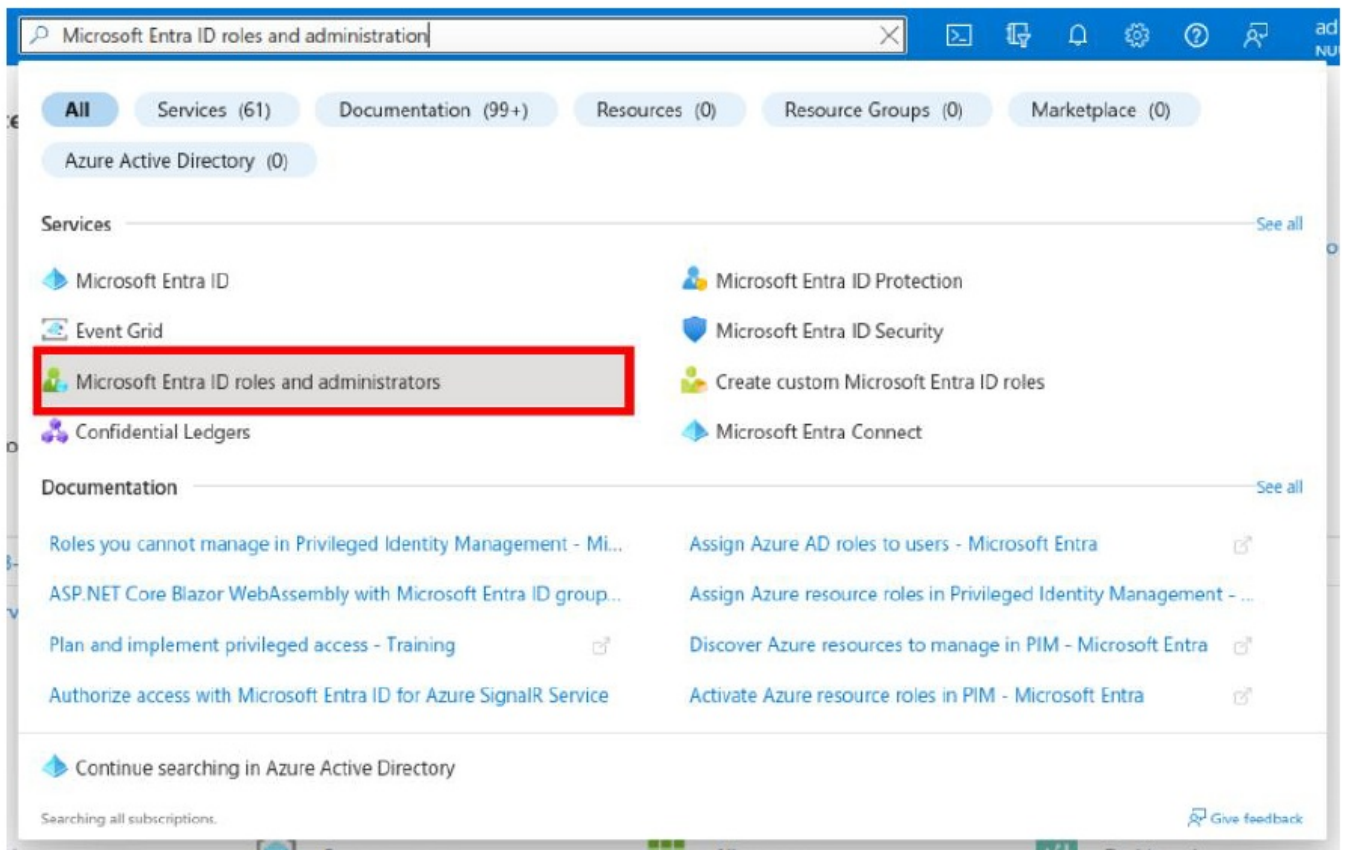 Microsoft Entra ID roles and administration
ad
NU
All
Services (61)
Documentation (99+)
Resources (0)
Resource Groups (0)
Marketplace (0)
Azure Active Directory (0)
Services
See all
Microsoft Entra ID
Microsoft Entra ID Protection
Event Grid
Microsoft Entra ID Security
Microsoft Entra ID roles and administrators
Create custom Microsoft Entra ID roles
Confidential Ledgers
Microsoft Entra Connect
Documentation
See all
Roles you cannot manage in Privileged Identity Management - Mi...
Assign Azure AD roles to users - Microsoft Entra
ASP.NET Core Blazor WebAssembly with Microsoft Entra ID group...
Assign Azure resource roles in Privileged Identity Management - ...
Plan and implement privileged access - Training
Discover Azure resources to manage in PIM - Microsoft Entra
Authorize access with Microsoft Entra ID for Azure SignalR Service
Activate Azure resource roles in PIM - Microsoft Entra
Continue searching in Azure Active Directory
Searching all subscriptions.
Give feedback